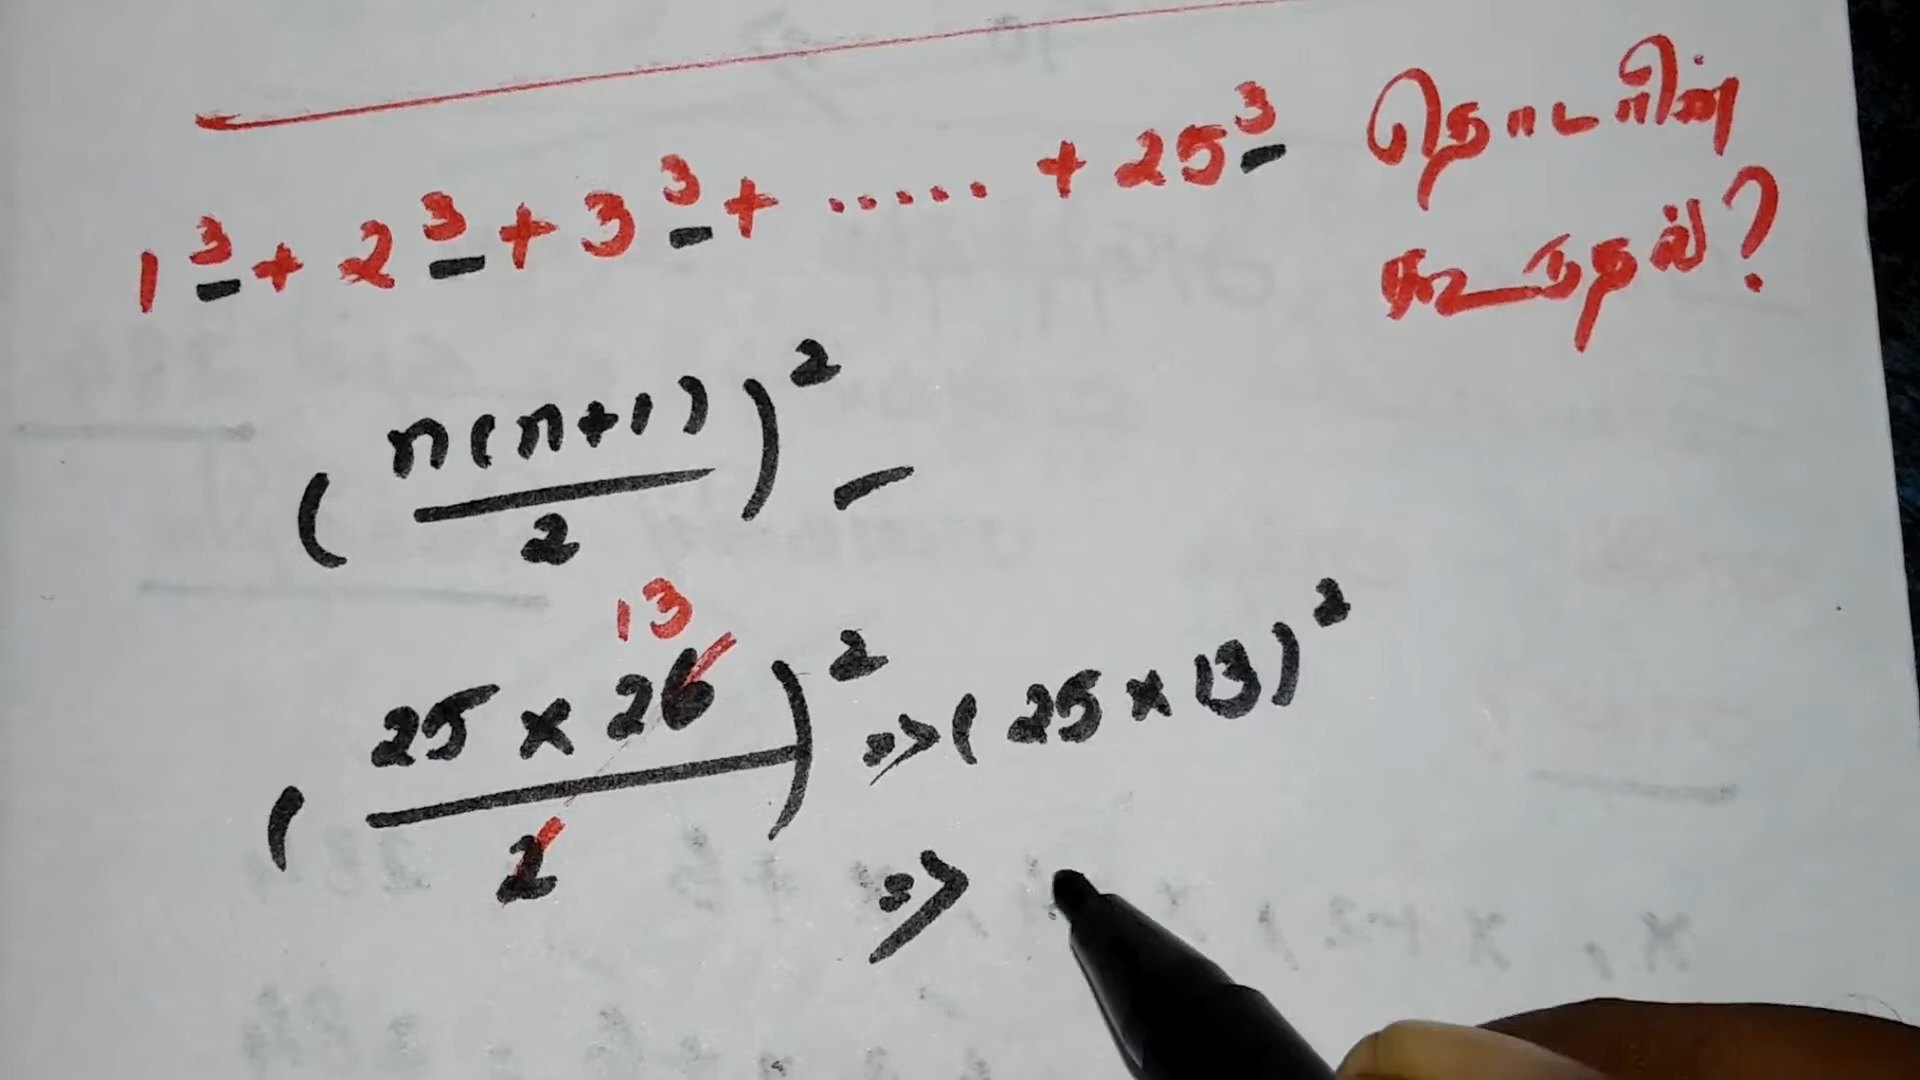 1³ + 2³ + 3³ + ..... + 25³ தொடரின்
கூடுதல்?
(n(n+1)/2)² -
13
(25 × 26/2)² => (25 × 13)²
=>